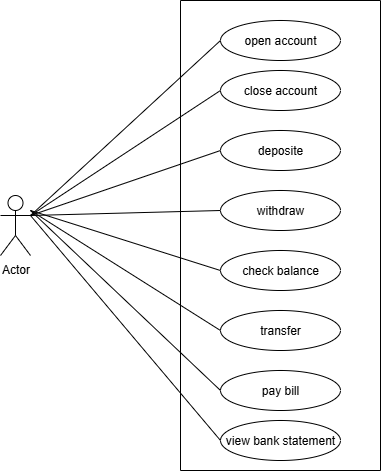 open account
close account
deposite
withdraw
check balance
Actor
transfer
pay bill
view bank statement